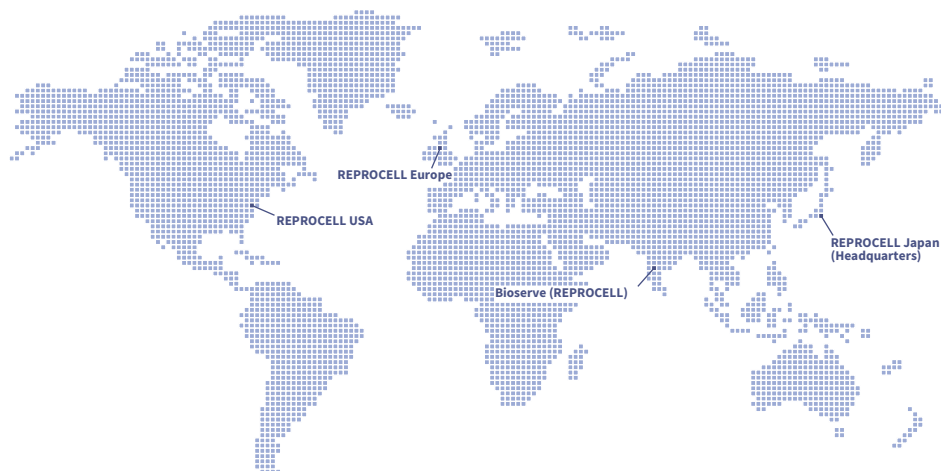 REPROCELL Europe
REPROCELL USA
REPROCELL Japan
(Headquarters)
Bioserve (REPROCELL)